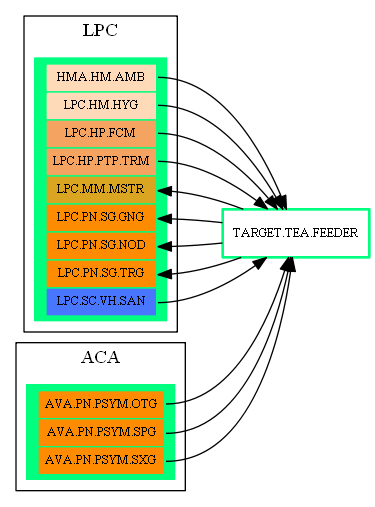 LPC
HMA.HM.AMB
LPC.HM.HYG
LPC.HP.FCM
LPC.HP.PTP.TRM
LPC.MM.MSTR
LPC.PN.SG.GNG
LPC.PN.SG.NOD
LPC.PN.SG.TRG
LPC.SC.VH.SAN
TARGET.TEA.FEEDER
ACA
AVA.PN.PSYM.OTG
AVA.PN.PSYM.SPG
AVA.PN.PSYM.SXG